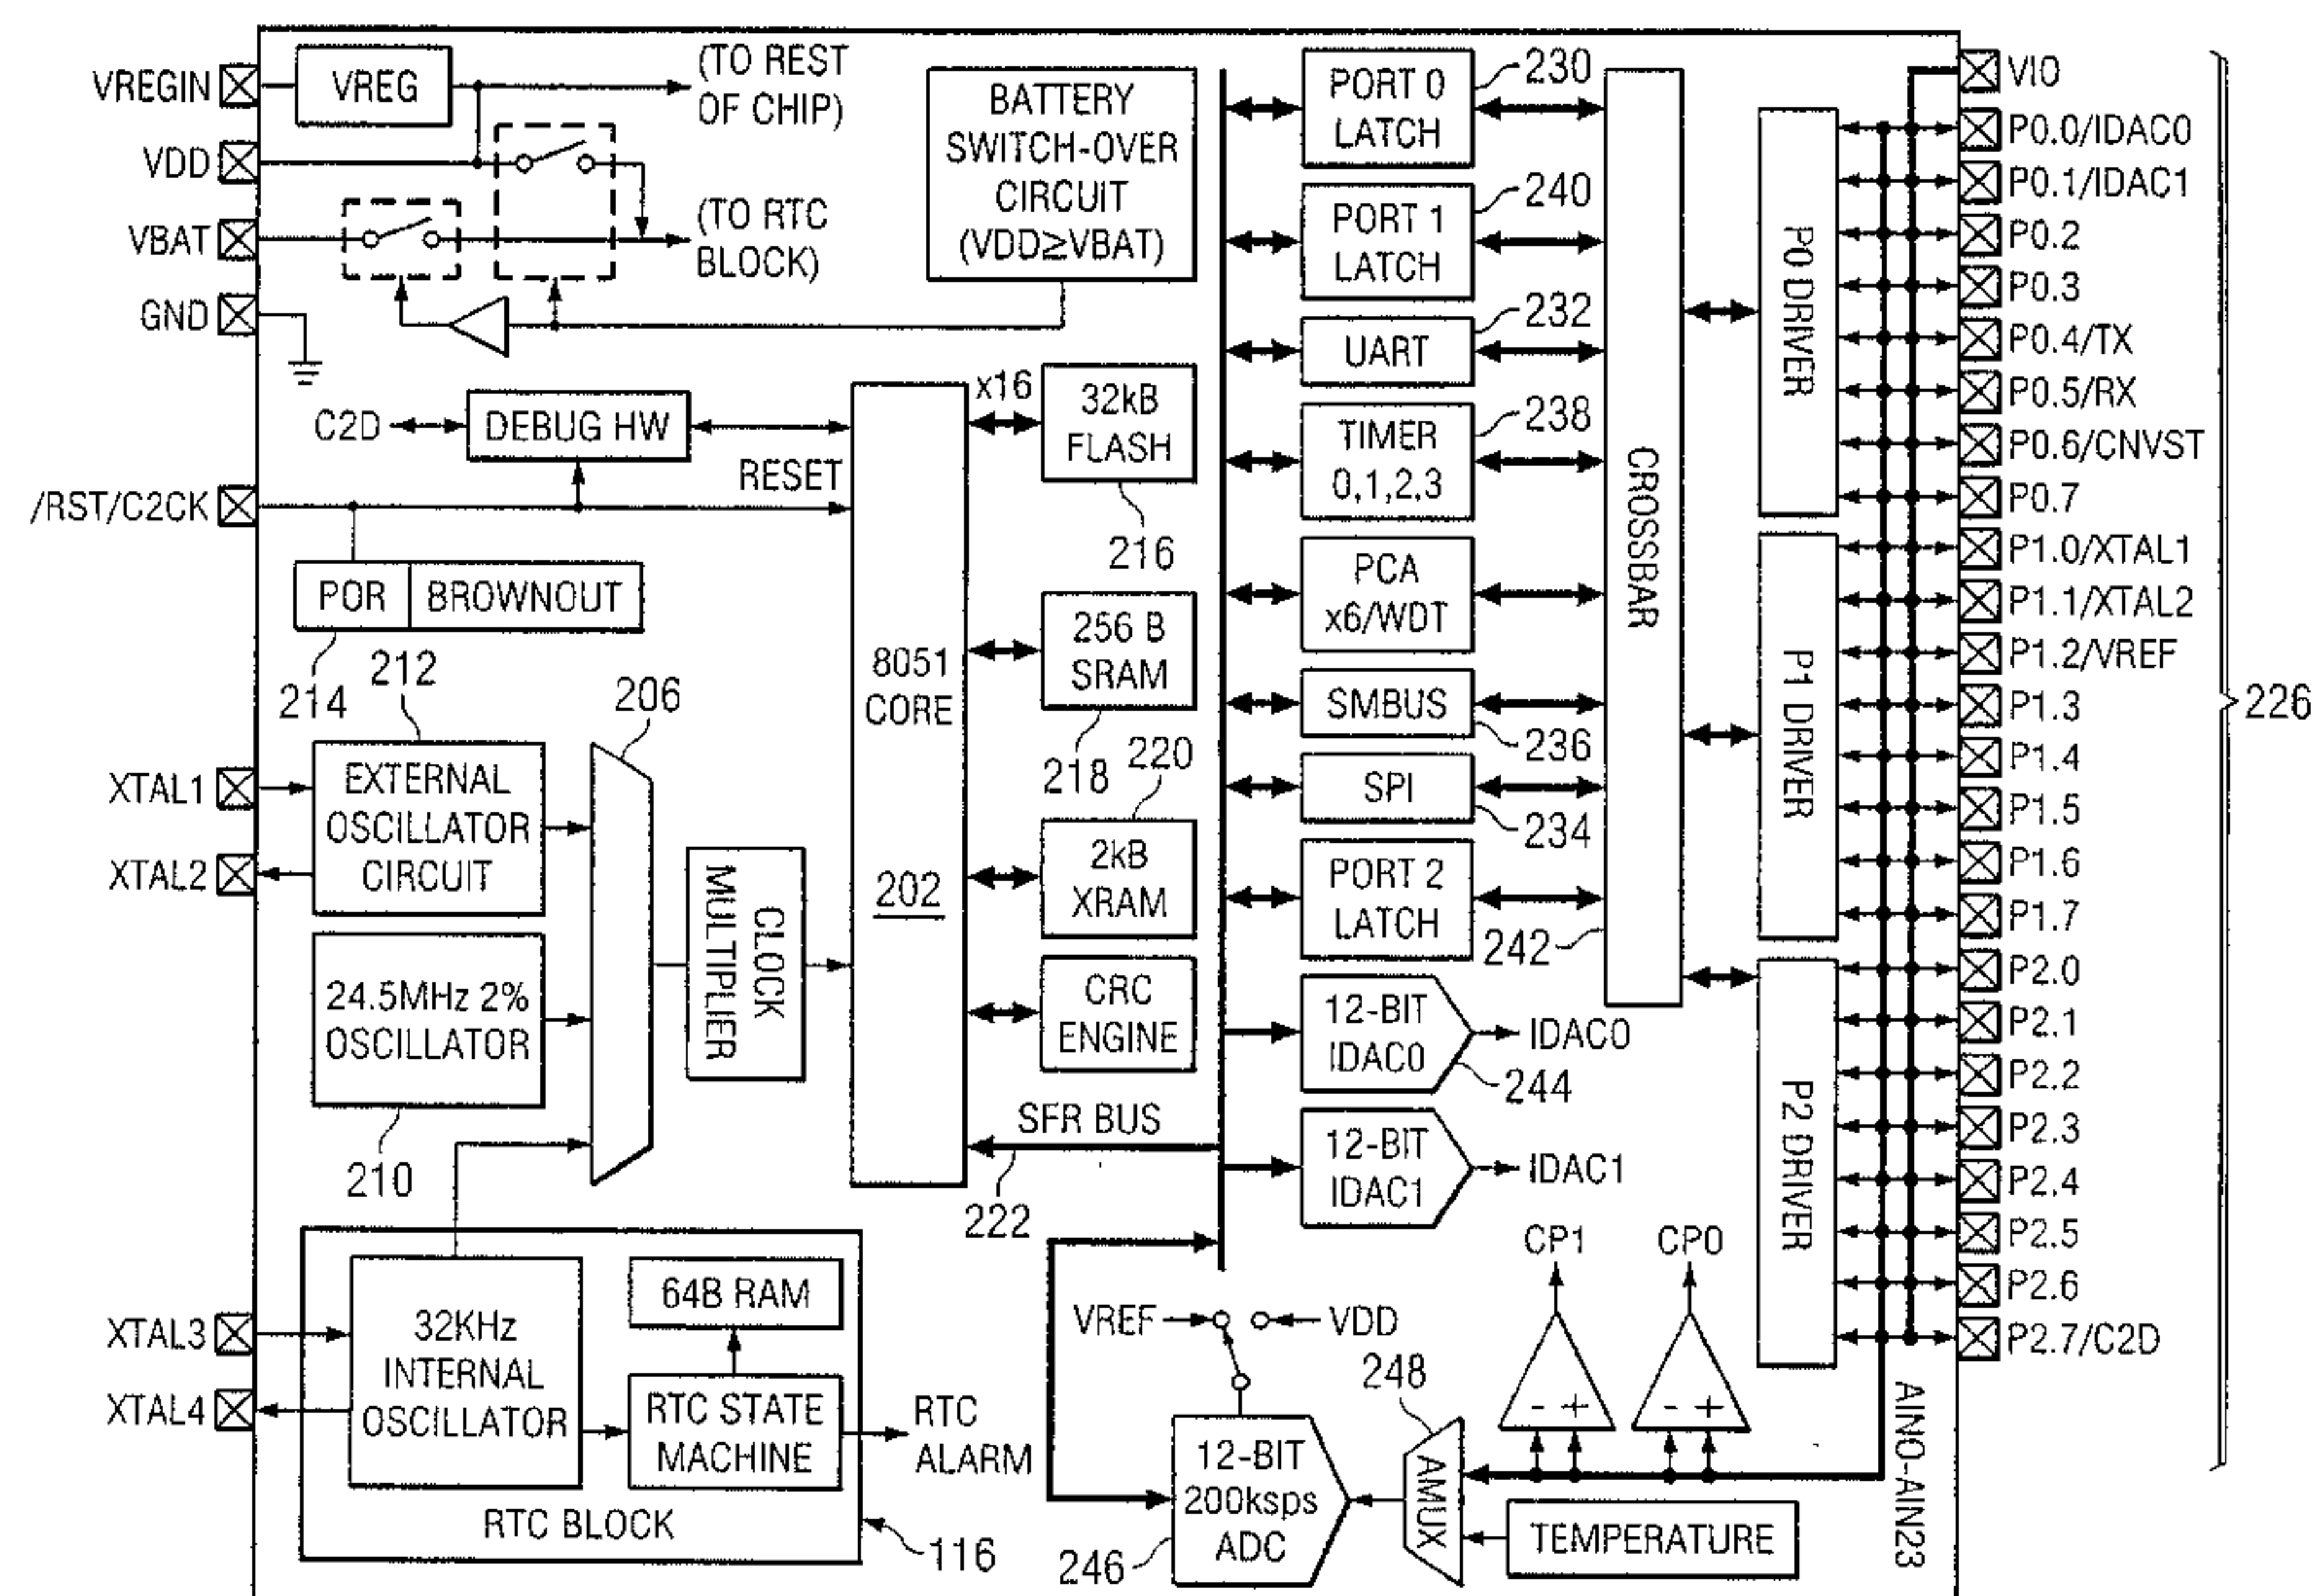 VREGIN
VREG
(TO REST
OF CHIP)
VDD
VBAT
(TO RTC
BLOCK)
GND
BATTERY
SWITCH-OVER
CIRCUIT
(VDD≥VBAT)
C2D
DEBUG HW
RESET
/RST/C2CK
POR
BROWNOUT
214
212
206
XTAL1
XTAL2
EXTERNAL
OSCILLATOR
CIRCUIT
24.5MHz 2%
OSCILLATOR
210
CLOCK
MULTIPLIER
8051
CORE
202
x16
32kB
FLASH
216
256 B
SRAM
218
220
2kB
XRAM
CRC
ENGINE
SFR BUS
222
XTAL3
XTAL4
32KHz
INTERNAL
OSCILLATOR
64B RAM
RTC STATE
MACHINE
RTC
ALARM
RTC BLOCK
116
PORT 0
LATCH
230
PORT 1
LATCH
240
UART
232
TIMER
0,1,2,3
238
PCA
x6/WDT
SMBUS
236
SPI
234
PORT 2
LATCH
242
12-BIT
IDAC0
IDAC0
244
12-BIT
IDAC1
IDAC1
CROSSBAR
P0 DRIVER
P1 DRIVER
P2 DRIVER
VREF
VDD
12-BIT
200ksps
ADC
246
248
AMUX
CP1
CP0
- +
- +
TEMPERATURE
AIN0-AIN23
VIO
P0.0/IDAC0
P0.1/IDAC1
P0.2
P0.3
P0.4/TX
P0.5/RX
P0.6/CNVST
P0.7
P1.0/XTAL1
P1.1/XTAL2
P1.2/VREF
P1.3
P1.4
P1.5
P1.6
P1.7
P2.0
P2.1
P2.2
P2.3
P2.4
P2.5
P2.6
P2.7/C2D
226